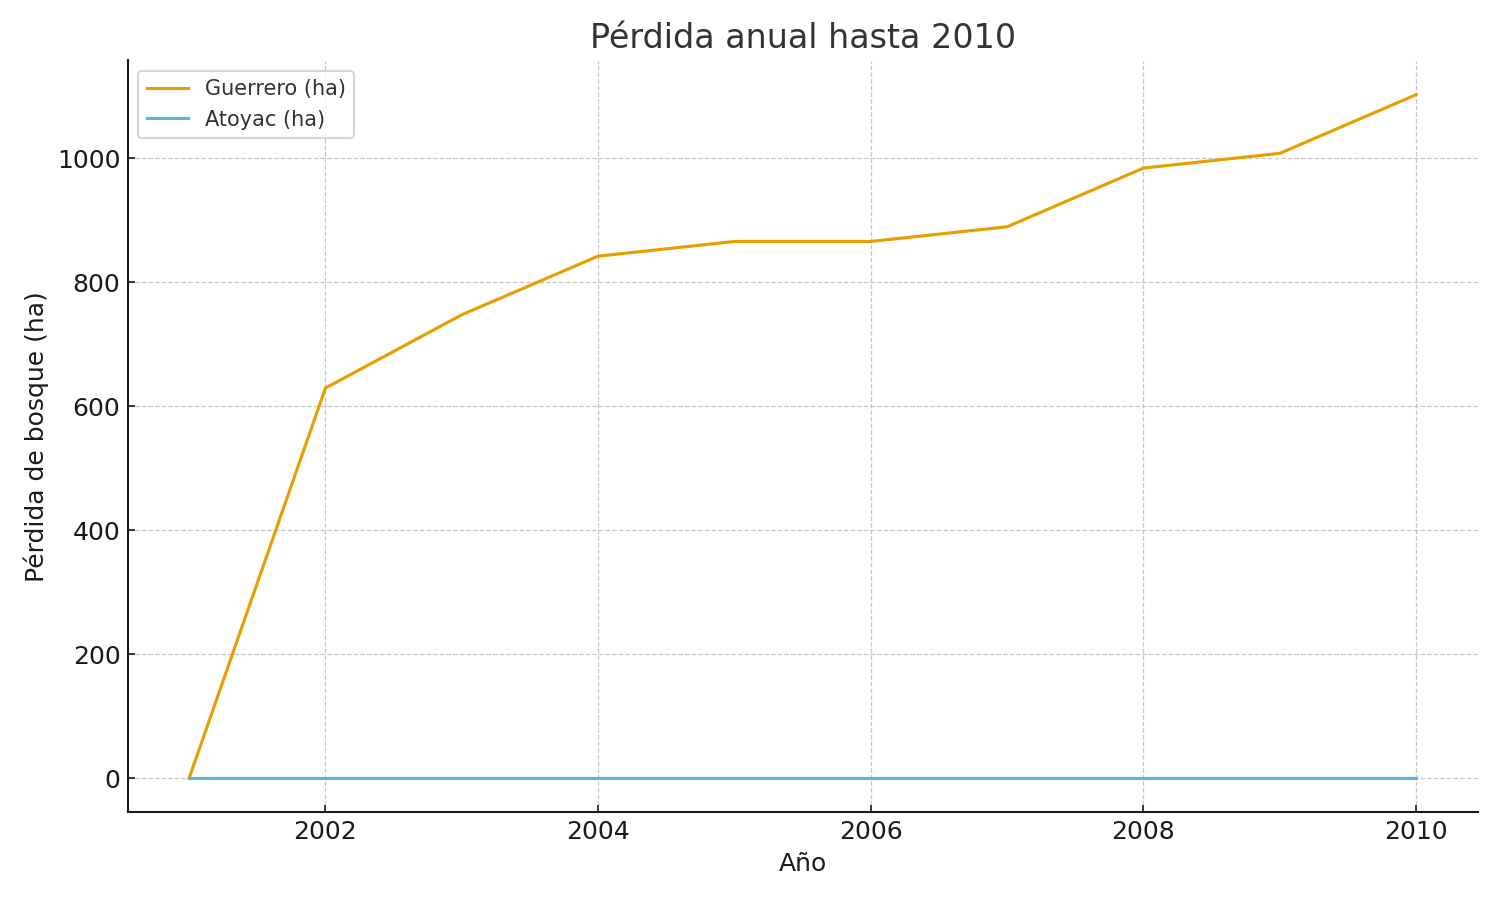 Pérdida anual hasta 2010
Guerrero (ha)
Atoyac (ha)
Pérdida de bosque (ha)
1000
800
600
400
200
0
2002 2004 2006 2008 2010
Año